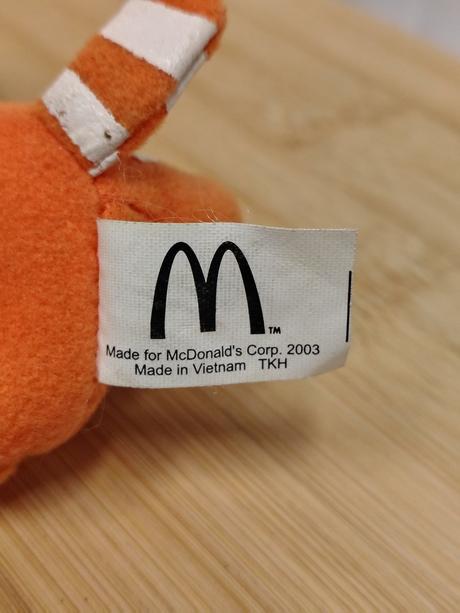 M™
Made for McDonald's Corp. 2003
Made in Vietnam TKH